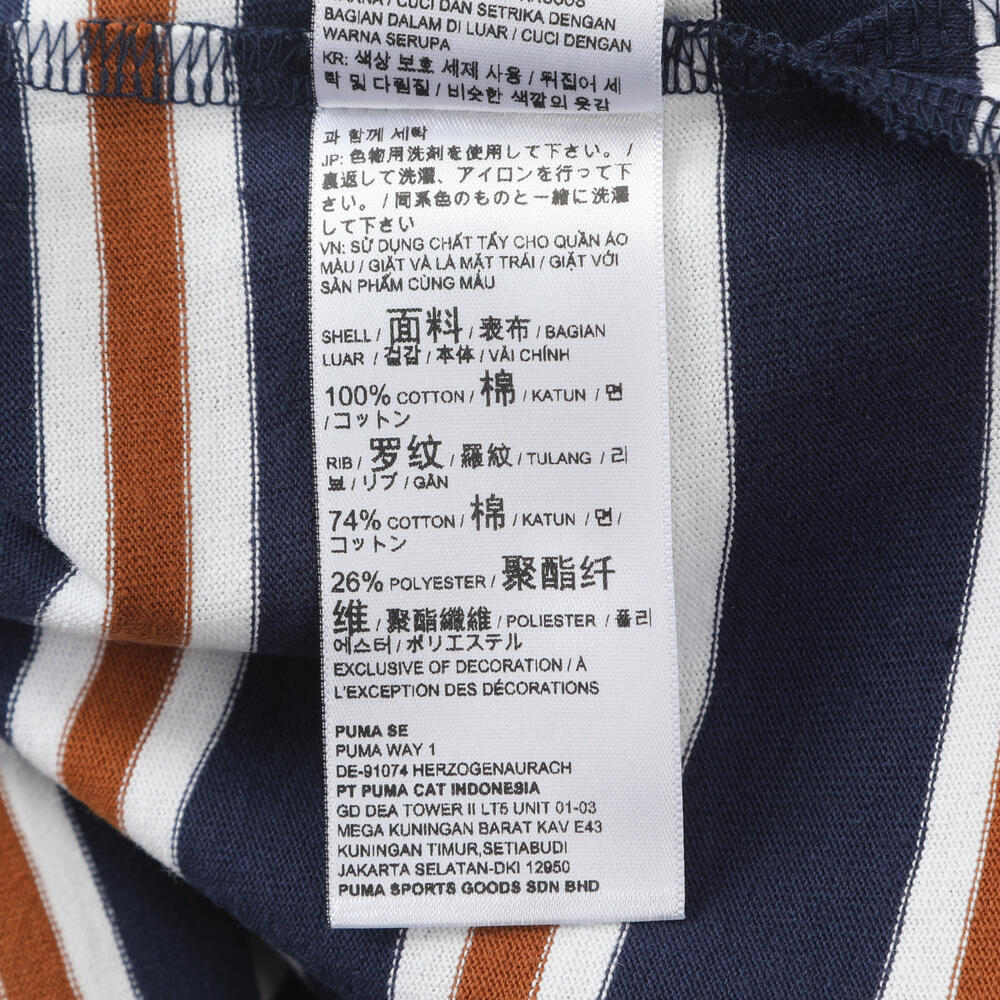 WARNA / CUCI DAN SETRIKA DENGAN
BAGIAN DALAM DI LUAR / CUCI DENGAN
WARNA SERUPA
KR: 색상 보호 세제 사용 / 뒤집어 세
탁 및 다림질 / 비슷한 색깔의 옷감
과 함께 세탁
JP: 色物用洗剤を使用して下さい。 /
裏返して洗濯、アイロンを行って下
さい。 / 同系色のものと一緒に洗濯
して下さい
VN: SỬ DỤNG CHẤT TẨY CHO QUẦN ÁO
MÀU / GIẶT VÀ LÀ MẶT TRÁI / GIẶT VỚI
SẢN PHẨM CÙNG MẦU
SHELL / 面料 / 表布 / BAGIAN
LUAR / 겉감 / 本体 / VẢI CHÍNH
100% COTTON / 棉 / KATUN / 면
/ コットン
RIB / 罗纹 / 羅紋 / TULANG / 리
브 / リブ / GÂN
74% COTTON / 棉 / KATUN / 면 /
コットン
26% POLYESTER / 聚酯纤
维 / 聚酯纖維 / POLIESTER / 폴리
에스터 / ポリエステル
EXCLUSIVE OF DECORATION / À
L'EXCEPTION DES DÉCORATIONS
PUMA SE
PUMA WAY 1
DE-91074 HERZOGENAURACH
PT PUMA CAT INDONESIA
GD DEA TOWER II LT5 UNIT 01-03
MEGA KUNINGAN BARAT KAV E43
KUNINGAN TIMUR,SETIABUDI
JAKARTA SELATAN-DKI 12950
PUMA SPORTS GOODS SDN BHD